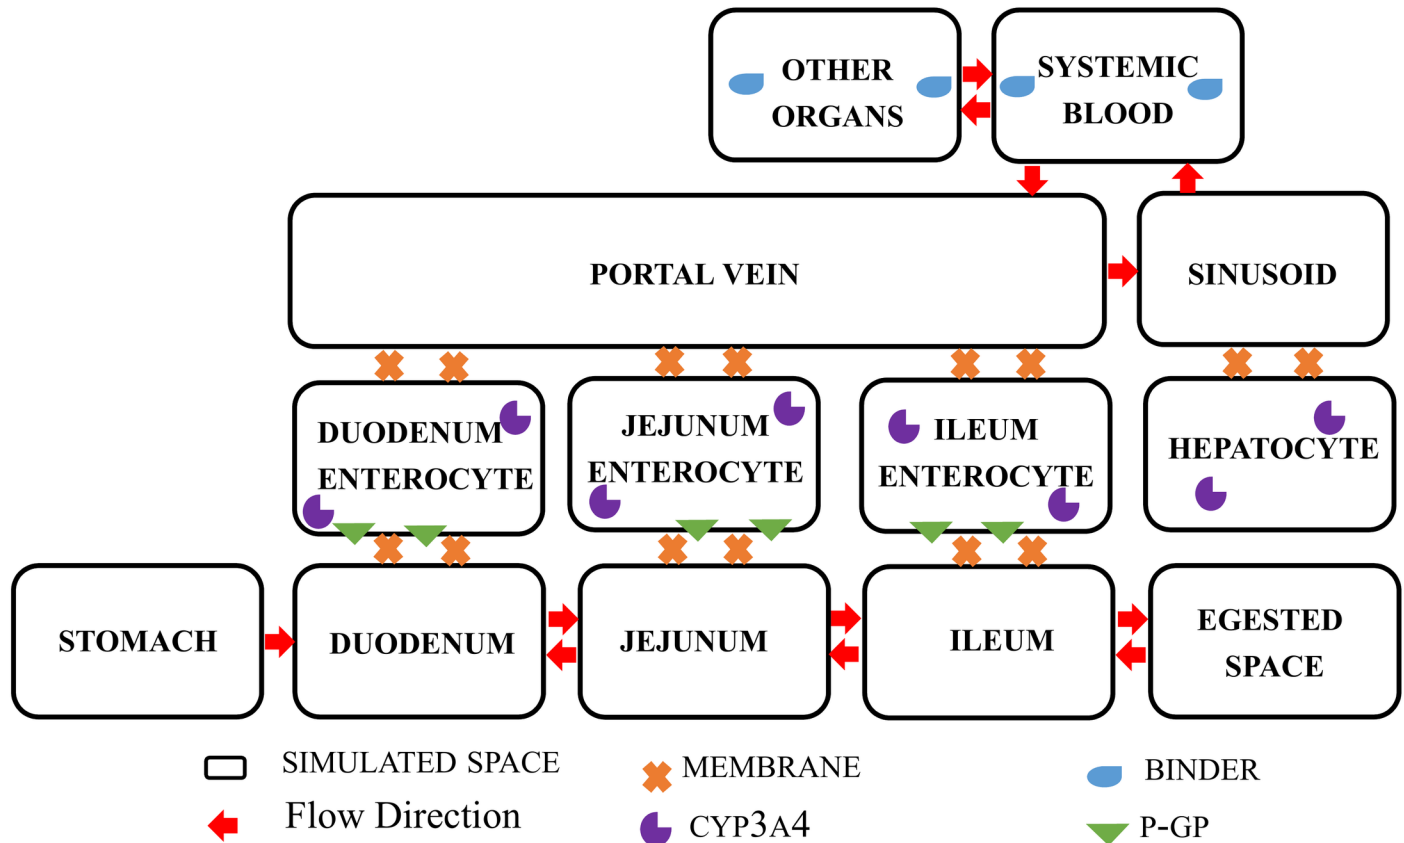 OTHER
ORGANS
SYSTEMIC
BLOOD
PORTAL VEIN
SINUSOID
DUODENUM
ENTEROCYTE
JEJUNUM
ENTEROCYTE
ILEUM
ENTEROCYTE
HEPATOCYTE
STOMACH
DUODENUM
JEJUNUM
ILEUM
EGESTED
SPACE
SIMULATED SPACE
MEMBRANE
BINDER
Flow Direction
CYP3A4
P-GP